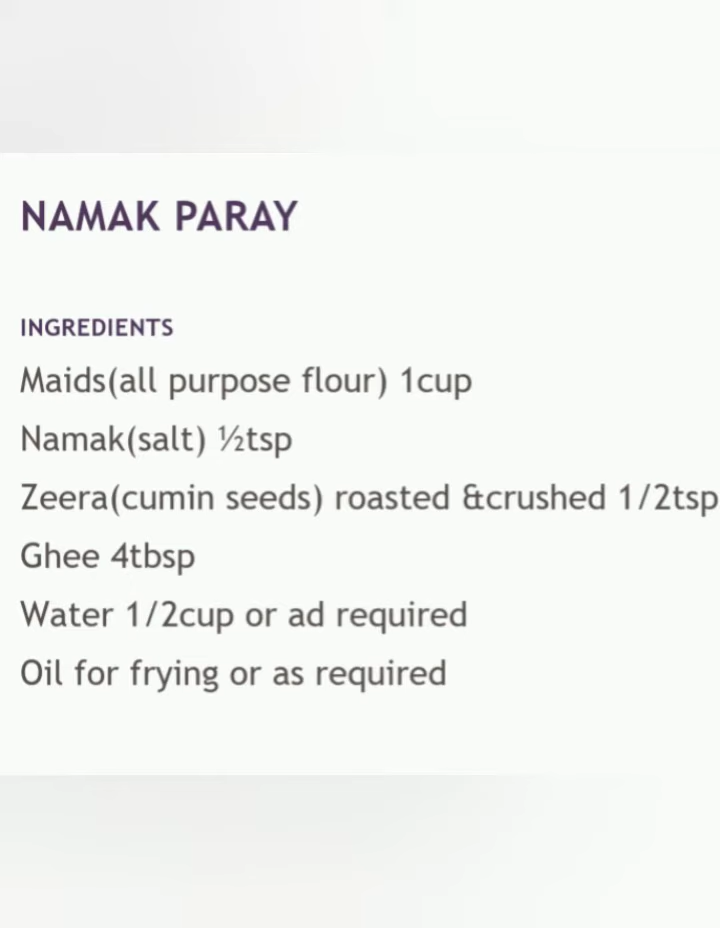 NAMAK PARAY
INGREDIENTS
Maids(all purpose flour) 1cup
Namak(salt) ½tsp
Zeera(cumin seeds) roasted &crushed 1/2tsp
Ghee 4tbsp
Water 1/2cup or ad required
Oil for frying or as required